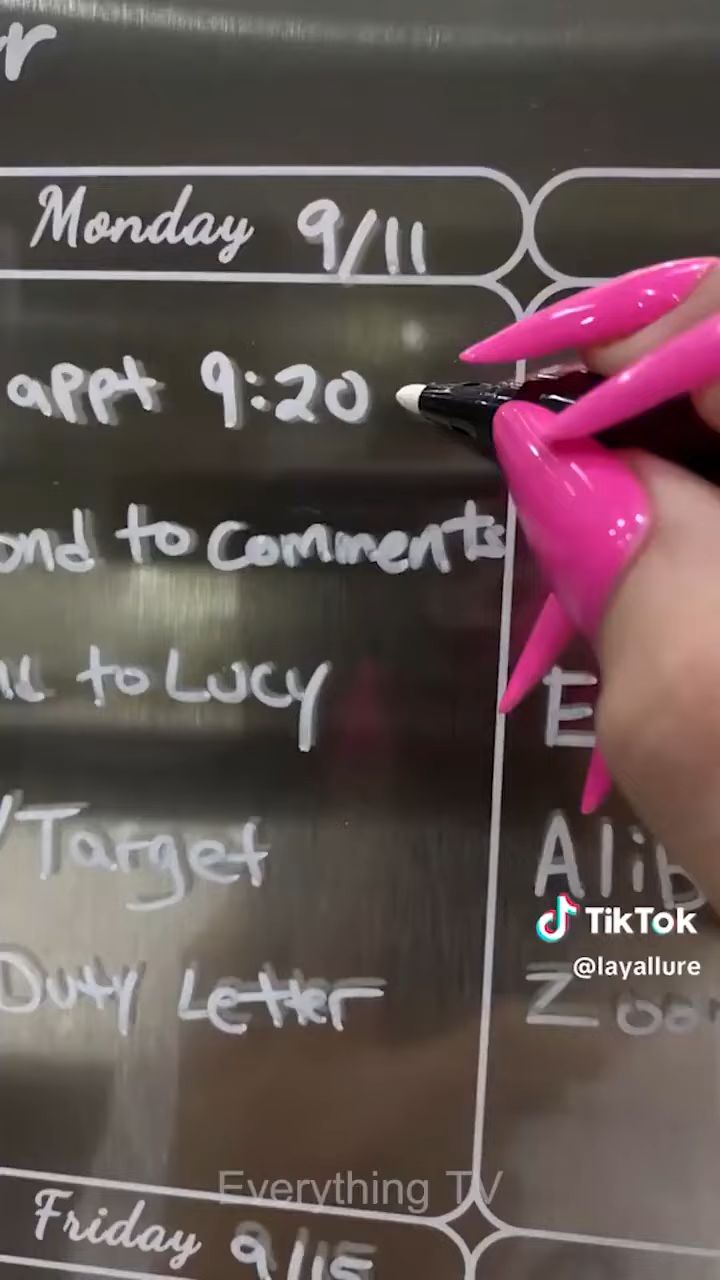 r
Monday 9/11
appt 9:20
ond to comments
to Lucy
E
/Target
Alib
TikTok
@layallure
Duty Letter
Zoo
Everything TV
Friday 9/15